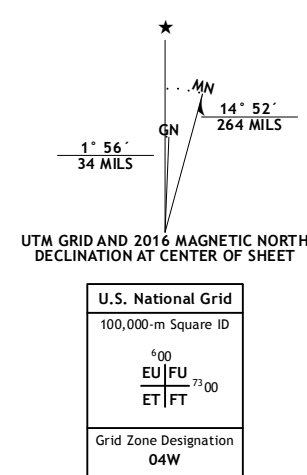 ★
MN
GN
14° 52´
264 MILS
1° 56´
34 MILS
UTM GRID AND 2016 MAGNETIC NORTH
DECLINATION AT CENTER OF SHEET
U.S. National Grid
100,000-m Square ID
600
EU FU
7300
ET FT
Grid Zone Designation
04W